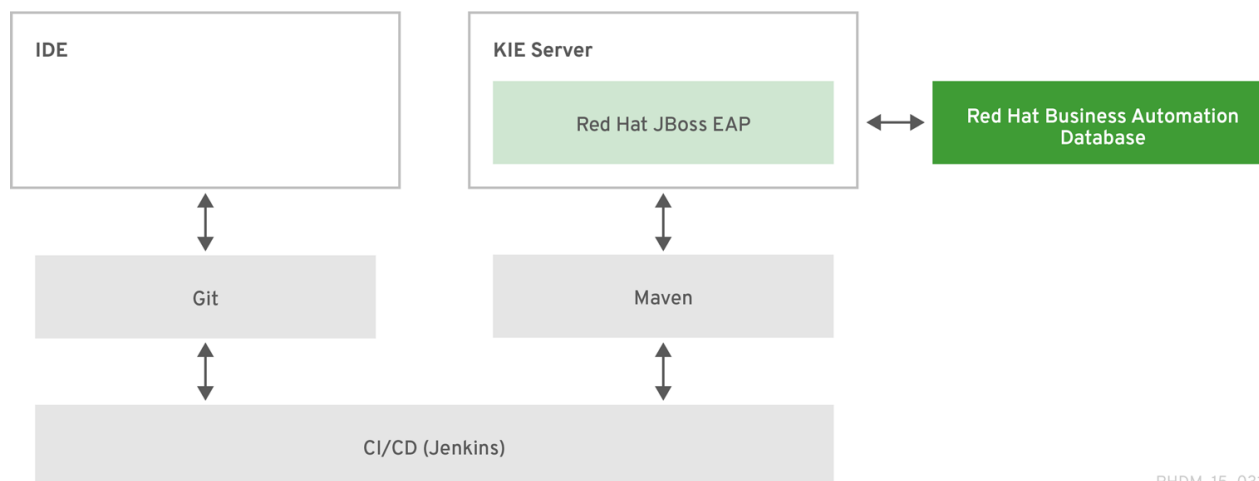 IDE
KIE Server
Red Hat JBoss EAP
Red Hat Business Automation
Database
Git
Maven
CI/CD (Jenkins)